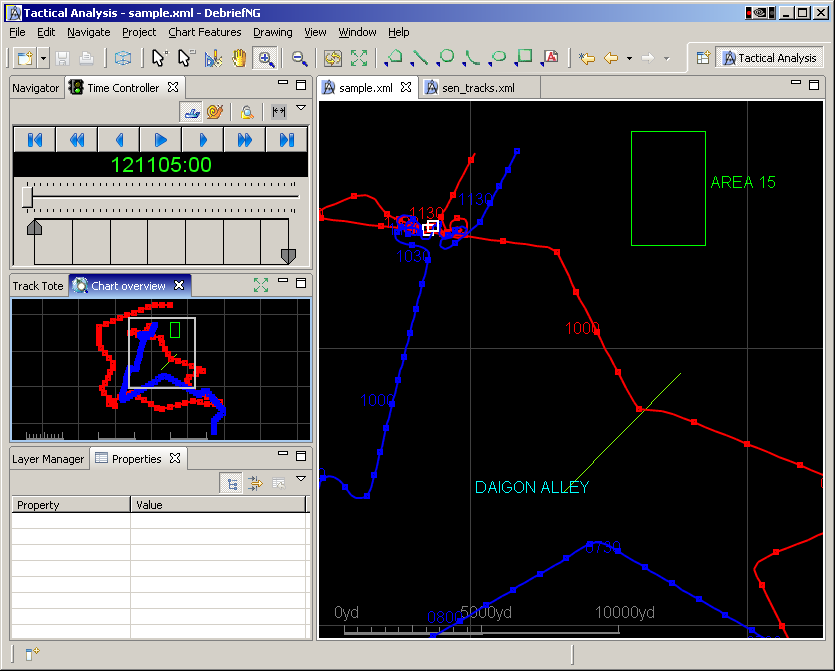 Tactical Analysis - sample.xml - DebriefNG
File Edit Navigate Project Chart Features Drawing View Window Help
Tactical Analysis
Navigator Time Controller
121105:00
Track Tote Chart overview
Layer Manager Properties
Property Value
sample.xml sen_tracks.xml
AREA 15
1130
1130
1030
1000
1000
DAIGON ALLEY
0730
0800
0yd 5000yd 10000yd